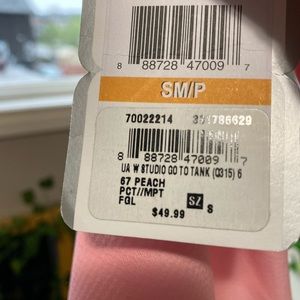 8 88728 47009 7
SM/P
70022214
8 88728 47009 7
UA W STUDIO GO TO TANK (Q315) 6
67 PEACH
PCT//MPT
FGL SZ S
$49.99